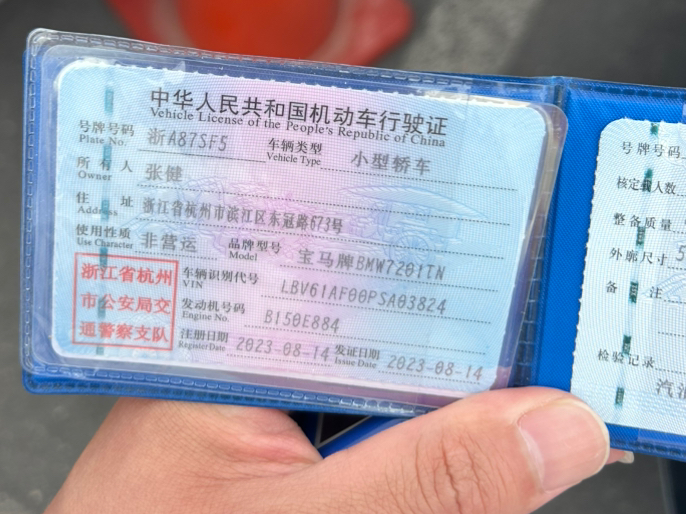 中华人民共和国机动车行驶证
Vehicle License of the People's Republic of China
号牌号码 浙A87SF5 车辆类型 小型轿车
Plate No. Vehicle Type
所有人 张健
Owner
住址 浙江省杭州市滨江区东冠路673号
Address
使用性质 非营运 品牌型号 宝马牌BMW7201TN
Use Character Model
浙江省杭州
市公安局交
通警察支队
车辆识别代号 LBV61AF00PSA03824
VIN
发动机号码 B150E884
Engine No.
注册日期 2023-08-14 发证日期 2023-08-14
Register Date Issue Date
号牌号码
核定载人数
整备质量
外廓尺寸 5
备注
检验记录
汽油